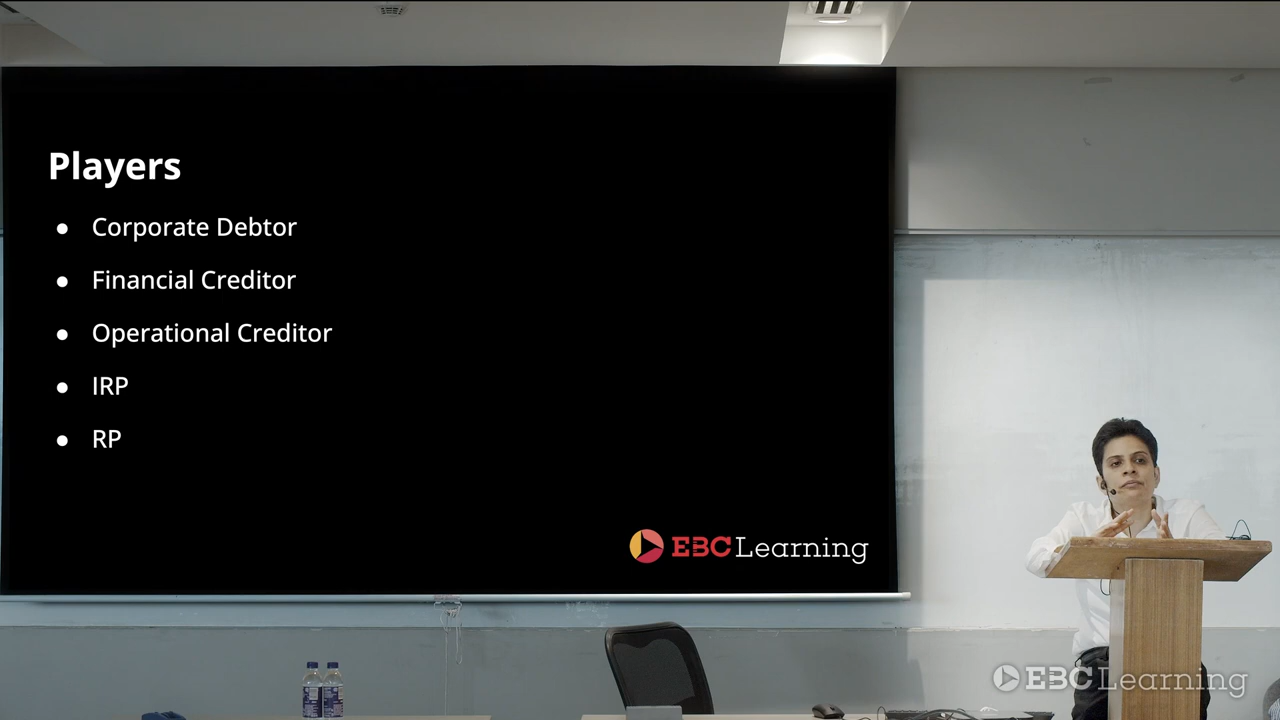 Players
● Corporate Debtor
● Financial Creditor
● Operational Creditor
● IRP
● RP
EBC Learning
EBC Learning